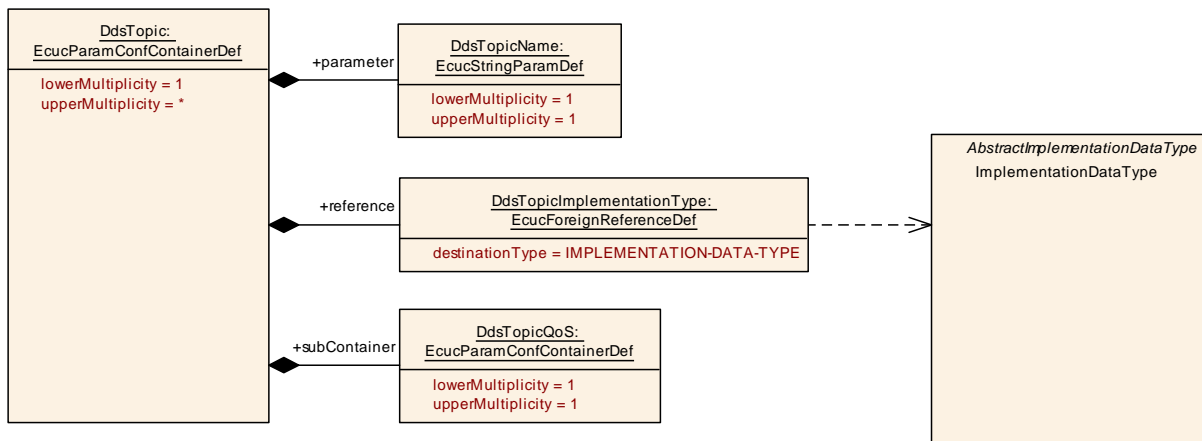 DdsTopic:
EcucParamConfContainerDef
lowerMultiplicity = 1
upperMultiplicity = *
+parameter
DdsTopicName:
EcucStringParamDef
lowerMultiplicity = 1
upperMultiplicity = 1
+reference
DdsTopicImplementationType:
EcucForeignReferenceDef
destinationType = IMPLEMENTATION-DATA-TYPE
AbstractImplementationDataType
ImplementationDataType
+subContainer
DdsTopicQoS:
EcucParamConfContainerDef
lowerMultiplicity = 1
upperMultiplicity = 1